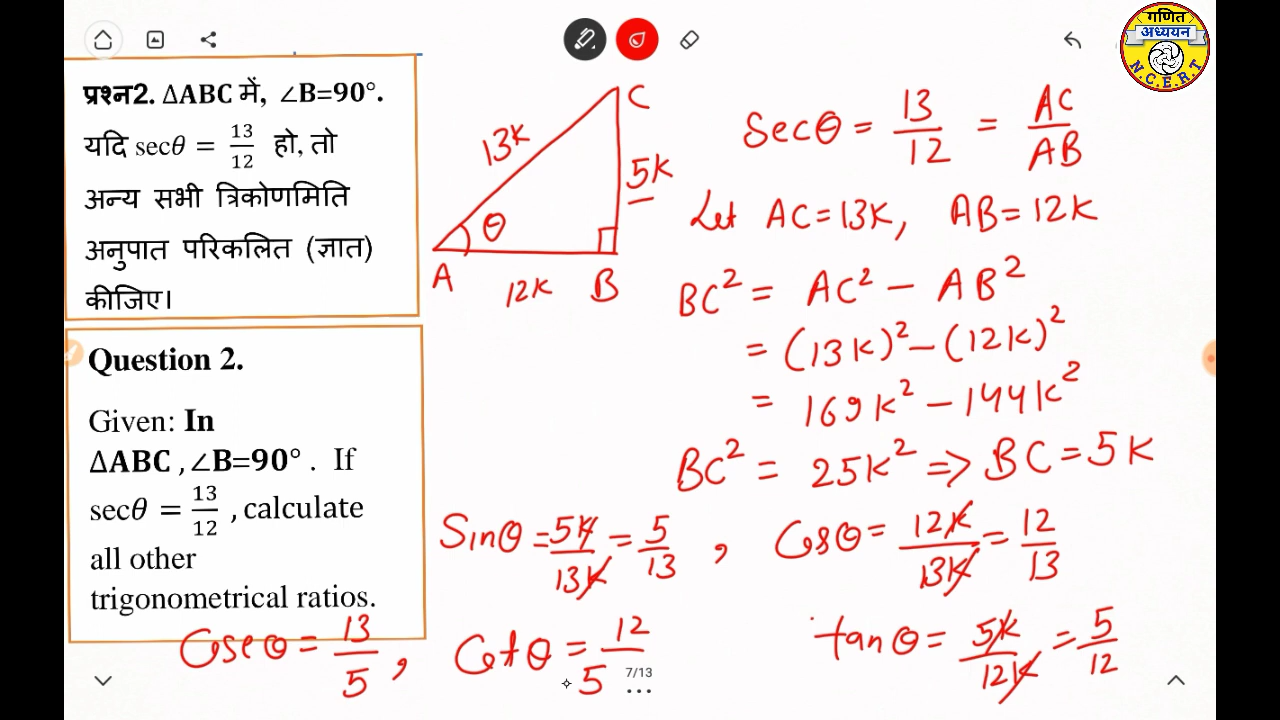 गणित
अध्ययन
N.C.E.R.T
प्रश्न2. ∆ABC में, ∠B=90°.
यदि secθ = 13/12 हो, तो
अन्य सभी त्रिकोणमिति
अनुपात परिकलित (ज्ञात)
कीजिए।
Question 2.
Given: In
∆ABC ,∠B=90° . If
secθ = 13/12 , calculate
all other
trigonometrical ratios.
C
13K
5K
θ
A
12K
B
Secθ = 13/12 = AC/AB
Let AC=13K, AB=12K
BC² = AC² - AB²
= (13K)² - (12K)²
= 169K² - 144K²
BC² = 25K² => BC = 5K
Sinθ = 5K/13K = 5/13 , Cosθ = 12K/13K = 12/13
Cosecθ = 13/5 , Cotθ = 12/5 tanθ = 5K/12K = 5/12
7/13